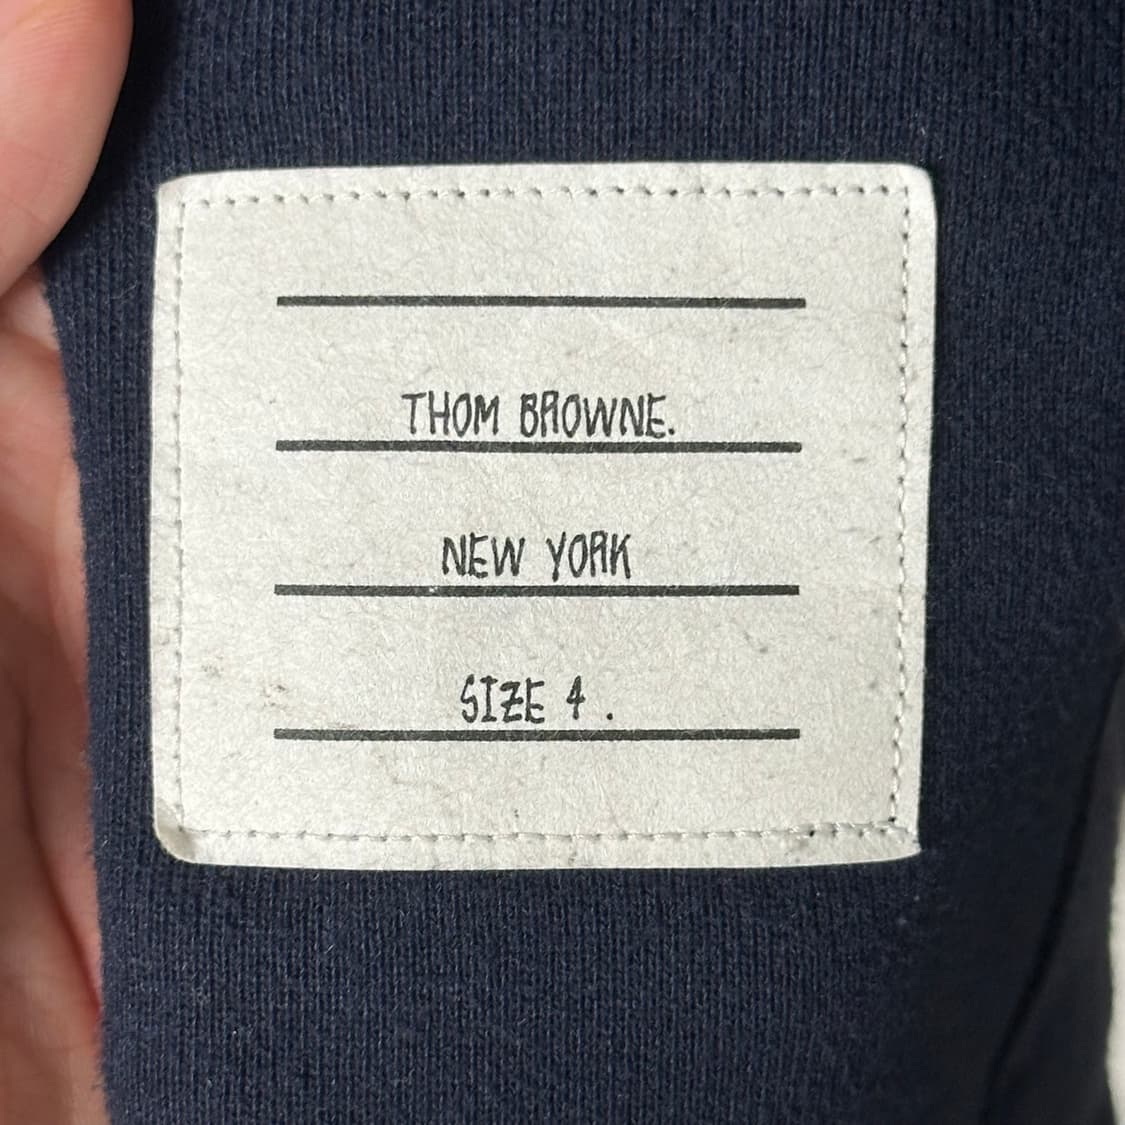 THOM BROWNE.
NEW YORK
SIZE 4 .